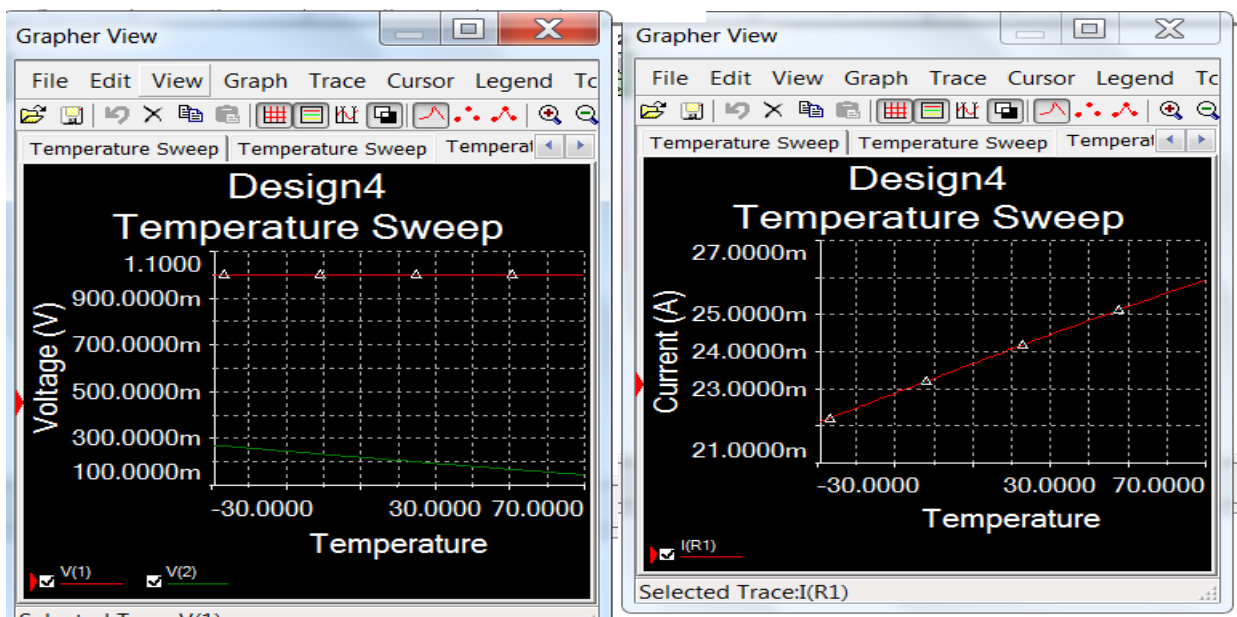 Grapher View
File Edit View Graph Trace Cursor Legend Tc
Temperature Sweep Temperature Sweep Temperat
Design4
Temperature Sweep
1.1000
900.0000m
700.0000m
500.0000m
300.0000m
100.0000m
Voltage (V)
-30.0000 30.0000 70.0000
Temperature
V(1) V(2)
Grapher View
File Edit View Graph Trace Cursor Legend Tc
Temperature Sweep Temperature Sweep Temperat
Design4
Temperature Sweep
27.0000m
25.0000m
24.0000m
23.0000m
21.0000m
Current (A)
-30.0000 30.0000 70.0000
Temperature
I(R1)
Selected Trace:I(R1)